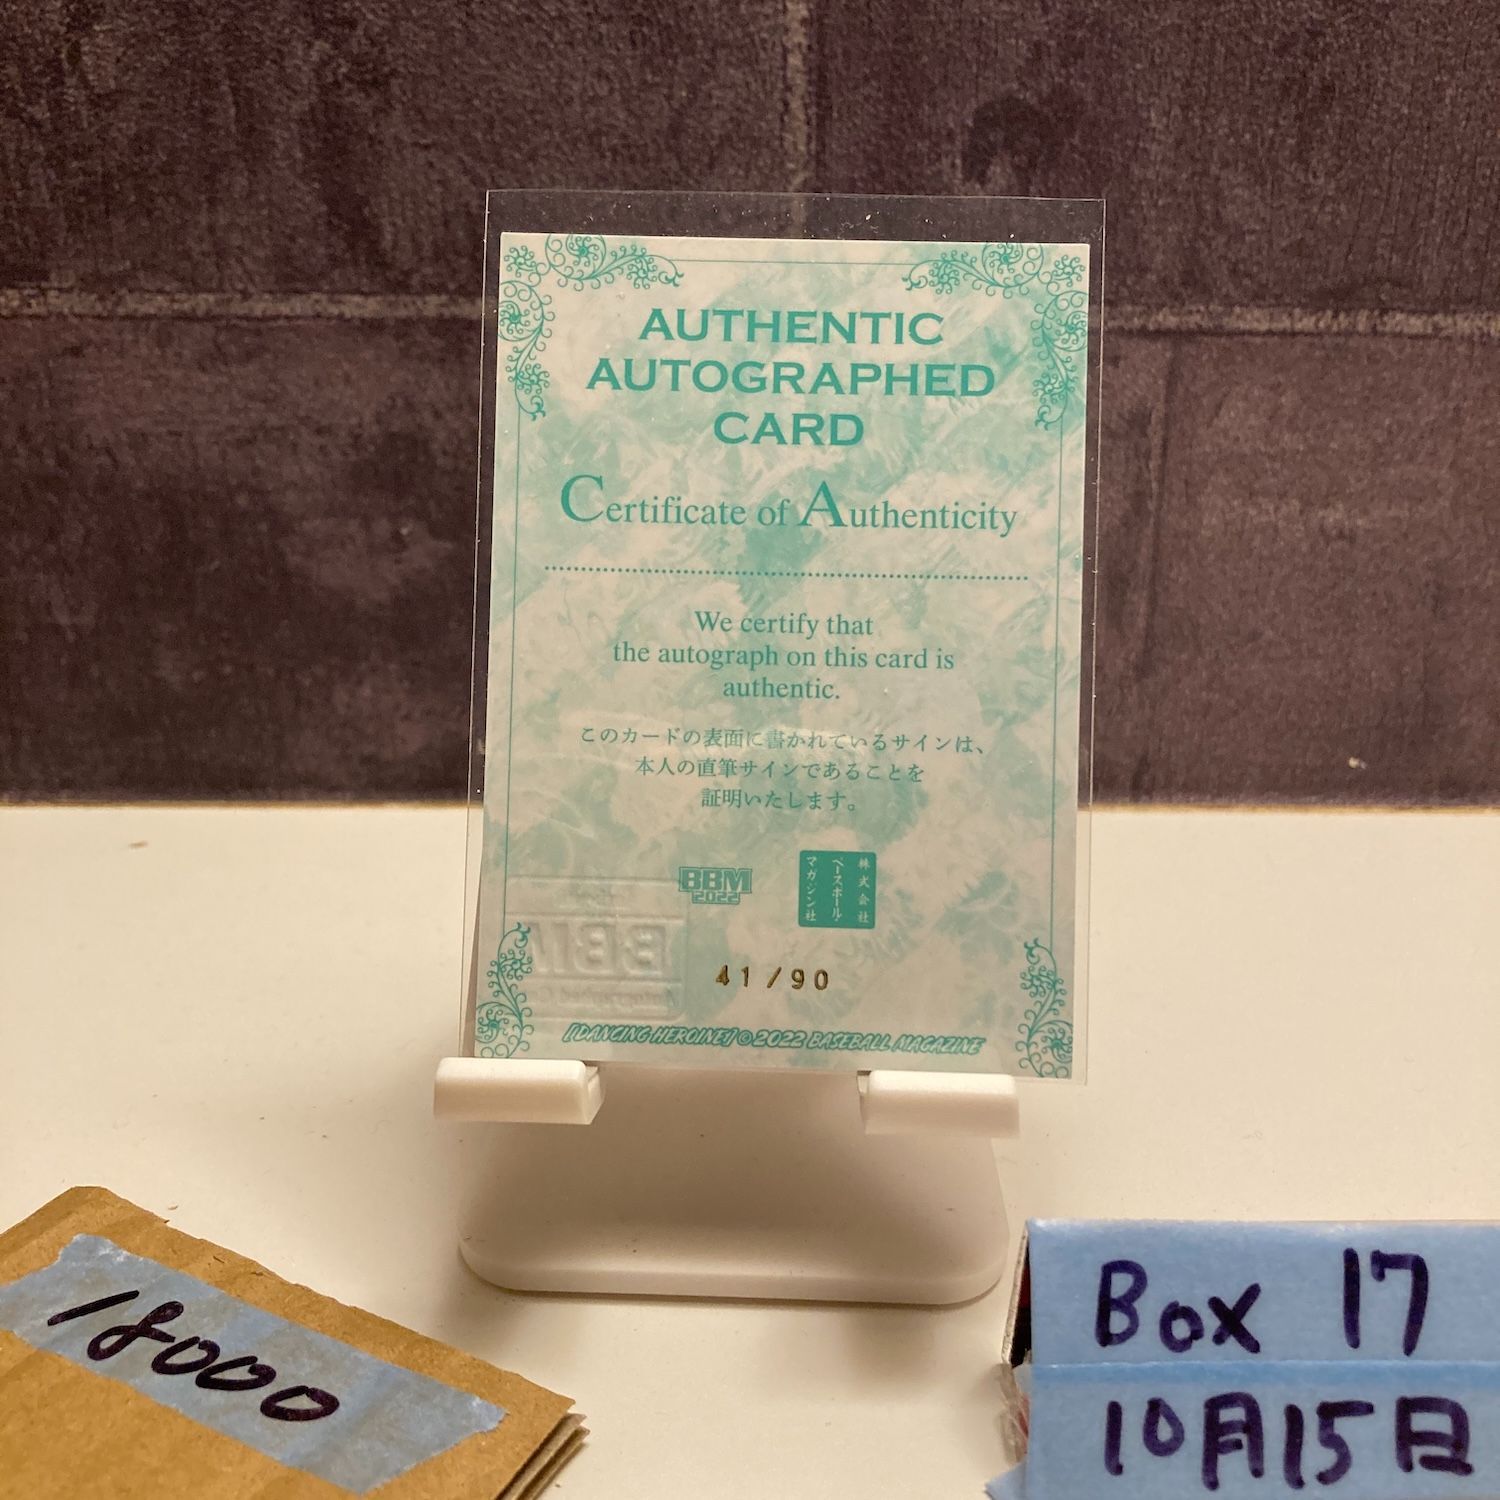 AUTHENTIC
AUTOGRAPHED
CARD
Certificate of Authenticity
We certify that
the autograph on this card is
authentic.
このカードの表面に書かれているサインは、
本人の直筆サインであることを
証明いたします。
BBM
2022
株式会社
ベースボール・
マガジン社
41/90
[DANCING HEROINE] © 2022 BASEBALL MAGAZINE
18000
Box 17
10月15日